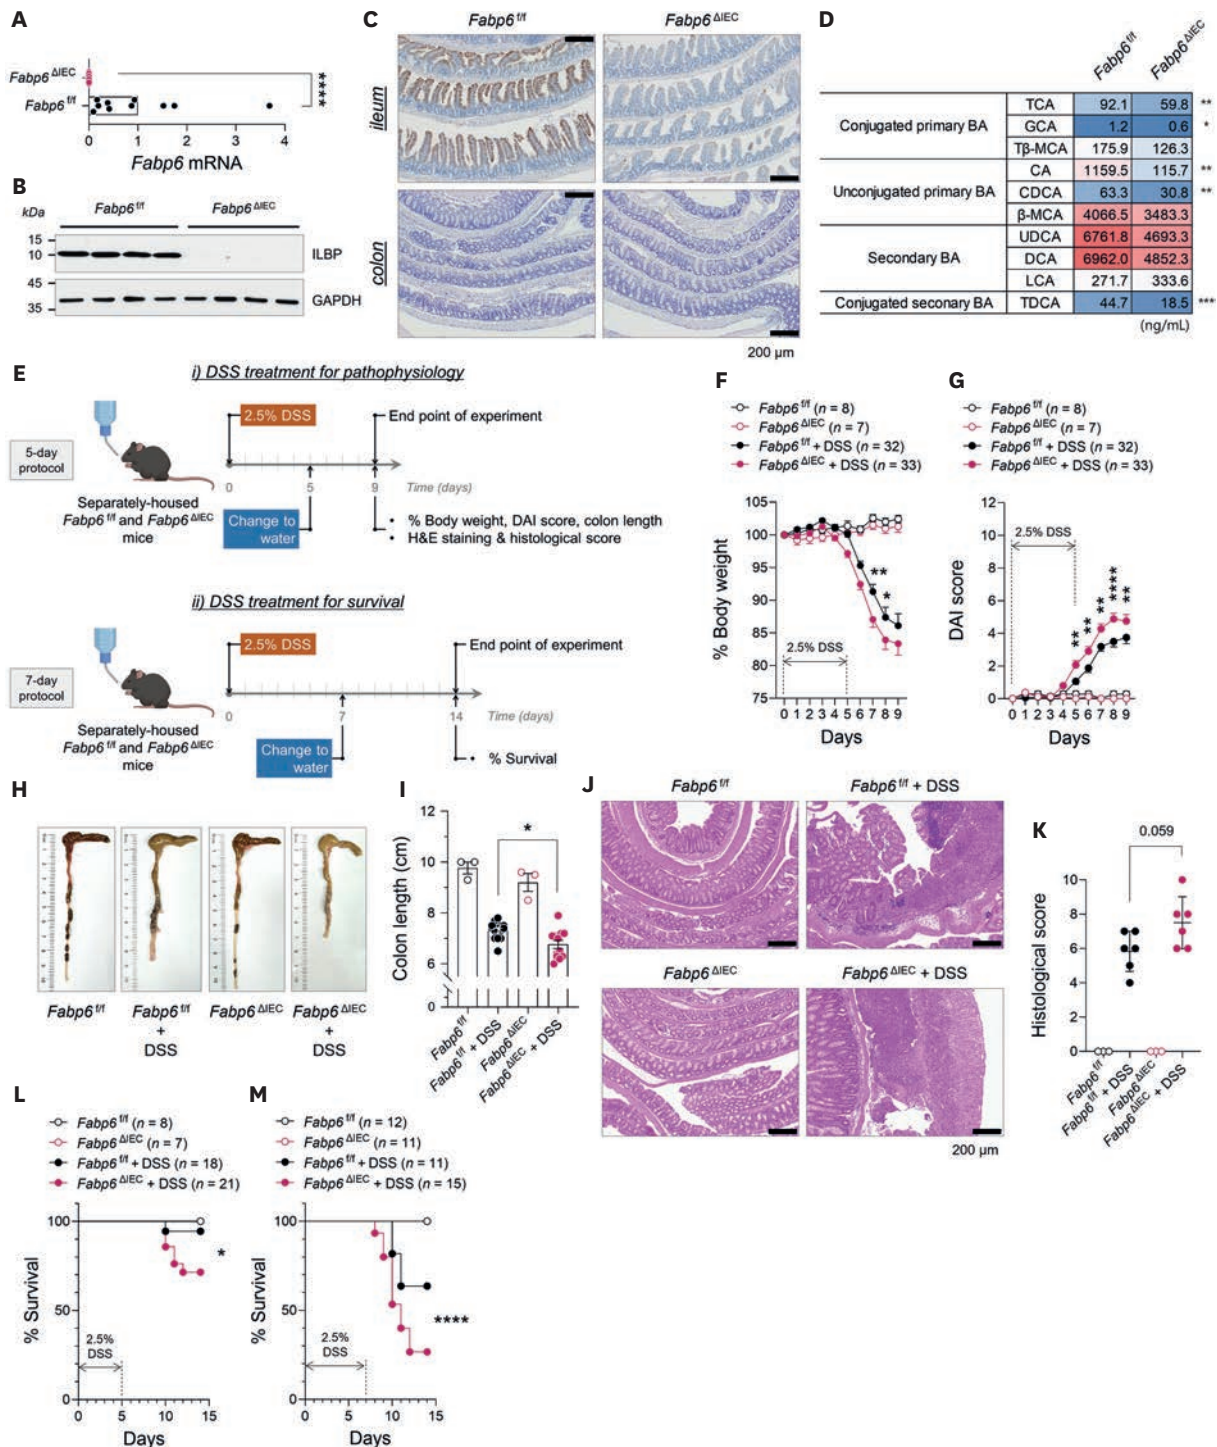 A
Fabp6 ΔIEC
Fabp6 f/f
****
0 1 2 3 4
Fabp6 mRNA
B
kDa Fabp6 f/f Fabp6 ΔIEC
15
10
ILBP
45
35
GAPDH
C
Fabp6 f/f Fabp6 ΔIEC
ileum
colon
200 µm
D
Fabp6 f/f Fabp6 ΔIEC
Conjugated primary BA
TCA 92.1 59.8 **
GCA 1.2 0.6 *
Tβ-MCA 175.9 126.3
Unconjugated primary BA
CA 1159.5 115.7 **
CDCA 63.3 30.8 **
β-MCA 4066.5 3483.3
Secondary BA
UDCA 6761.8 4693.3
DCA 6962.0 4852.3
LCA 271.7 333.6
Conjugated seconary BA TDCA 44.7 18.5 ***
(ng/mL)
E
i) DSS treatment for pathophysiology
5-day
protocol
Separately-housed
Fabp6 f/f and Fabp6 ΔIEC
mice
2.5% DSS
End point of experiment
0 5 9 Time (days)
Change to
water
• % Body weight, DAI score, colon length
• H&E staining & histological score
ii) DSS treatment for survival
7-day
protocol
Separately-housed
Fabp6 f/f and Fabp6 ΔIEC
mice
2.5% DSS
End point of experiment
0 7 14
Time (days)
Change to
water
• % Survival
F
Fabp6 f/f (n = 8)
Fabp6 ΔIEC (n = 7)
Fabp6 f/f + DSS (n = 32)
Fabp6 ΔIEC + DSS (n = 33)
% Body weight
105
100
95
90
85
80
75
**
*
2.5% DSS
0 1 2 3 4 5 6 7 8 9
Days
G
Fabp6 f/f (n = 8)
Fabp6 ΔIEC (n = 7)
Fabp6 f/f + DSS (n = 32)
Fabp6 ΔIEC + DSS (n = 33)
DAI score
12
10
8
6
4
2
0
2.5% DSS
** ** ** **** **
0 1 2 3 4 5 6 7 8 9
Days
H
Fabp6 f/f
Fabp6 f/f
+
DSS
Fabp6 ΔIEC
Fabp6 ΔIEC
+
DSS
I
Colon length (cm)
12
10
8
6
0
*
Fabp6 f/f
Fabp6 f/f + DSS
Fabp6 ΔIEC
Fabp6 ΔIEC + DSS
J
Fabp6 f/f Fabp6 f/f + DSS
Fabp6 ΔIEC Fabp6 ΔIEC + DSS
200 µm
K
0.059
Histological score
10
8
6
4
2
0
Fabp6 f/f
Fabp6 f/f + DSS
Fabp6 ΔIEC
Fabp6 ΔIEC + DSS
L
Fabp6 f/f (n = 8)
Fabp6 ΔIEC (n = 7)
Fabp6 f/f + DSS (n = 18)
Fabp6 ΔIEC + DSS (n = 21)
% Survival
100
50
0
*
2.5%
DSS
0 5 10 15
Days
M
Fabp6 f/f (n = 12)
Fabp6 ΔIEC (n = 11)
Fabp6 f/f + DSS (n = 11)
Fabp6 ΔIEC + DSS (n = 15)
% Survival
100
50
0
****
2.5%
DSS
0 5 10 15
Days